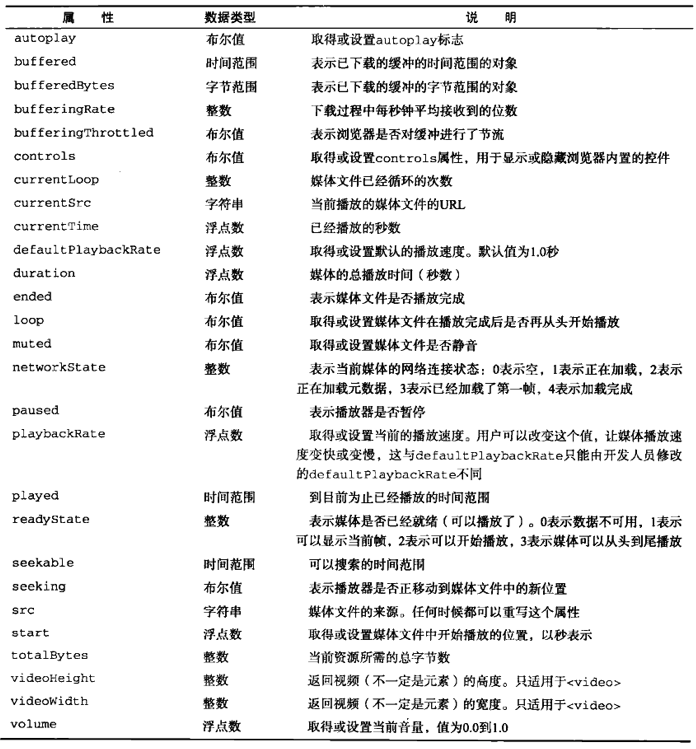 属 性 数据类型 说 明
autoplay 布尔值 取得或设置autoplay标志
buffered 时间范围 表示已下载的缓冲的时间范围的对象
bufferedBytes 字节范围 表示已下载的缓冲的字节范围的对象
bufferingRate 整数 下载过程中每秒钟平均接收到的位数
bufferingThrottled 布尔值 表示浏览器是否对缓冲进行了节流
controls 布尔值 取得或设置controls属性，用于显示或隐藏浏览器内置的控件
currentLoop 整数 媒体文件已经循环的次数
currentSrc 字符串 当前播放的媒体文件的URL
currentTime 浮点数 已经播放的秒数
defaultPlaybackRate 浮点数 取得或设置默认的播放速度。默认值为1.0秒
duration 浮点数 媒体的总播放时间（秒数）
ended 布尔值 表示媒体文件是否播放完成
loop 布尔值 取得或设置媒体文件在播放完成后是否再从头开始播放
muted 布尔值 取得或设置媒体文件是否静音
networkState 整数 表示当前媒体的网络连接状态：0表示空，1表示正在加载，2表示
正在加载元数据，3表示已经加载了第一帧，4表示加载完成
paused 布尔值 表示播放器是否暂停
playbackRate 浮点数 取得或设置当前的播放速度。用户可以改变这个值，让媒体播放速
度变快或变慢，这与defaultPlaybackRate只能由开发人员修改
的defaultPlaybackRate不同
played 时间范围 到目前为止已经播放的时间范围
readyState 整数 表示媒体是否已经就绪（可以播放了）。0表示数据不可用，1表示
可以显示当前帧，2表示可以开始播放，3表示媒体可以从头到尾播放
seekable 时间范围 可以搜索的时间范围
seeking 布尔值 表示播放器是否正移动到媒体文件中的新位置
src 字符串 媒体文件的来源。任何时候都可以重写这个属性
start 浮点数 取得或设置媒体文件中开始播放的位置，以秒表示
totalBytes 整数 当前资源所需的总字节数
videoHeight 整数 返回视频（不一定是元素）的高度。只适用于<video>
videoWidth 整数 返回视频（不一定是元素）的宽度。只适用于<video>
volume 浮点数 取得或设置当前音量，值为0.0到1.0